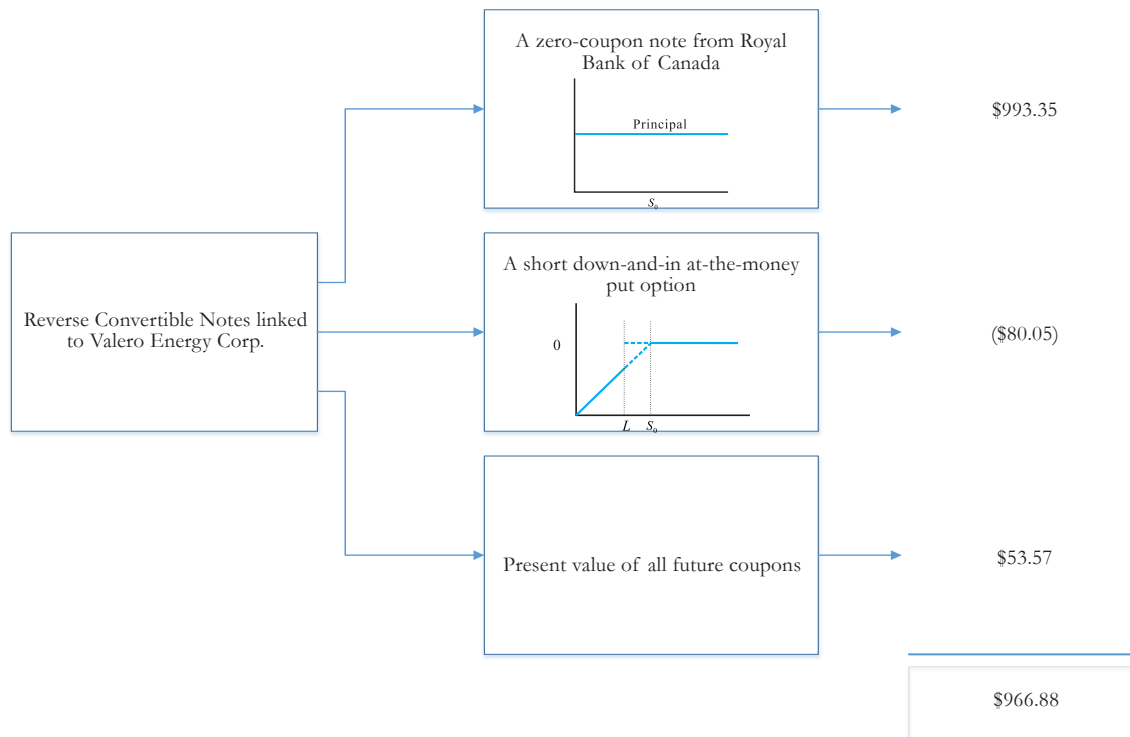 A zero-coupon note from Royal
Bank of Canada
Principal
S₀
$993.35
Reverse Convertible Notes linked
to Valero Energy Corp.
A short down-and-in at-the-money
put option
0
L S₀
($80.05)
Present value of all future coupons
$53.57
$966.88